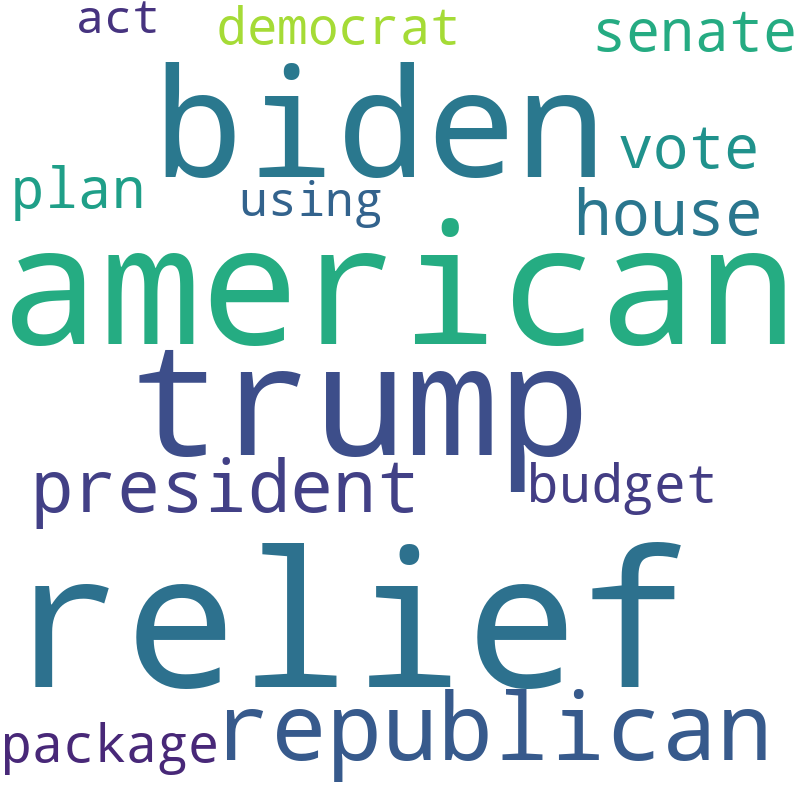 act
democrat
senate
biden
vote
plan
using
house
american
trump
president
budget
relief
republican
package